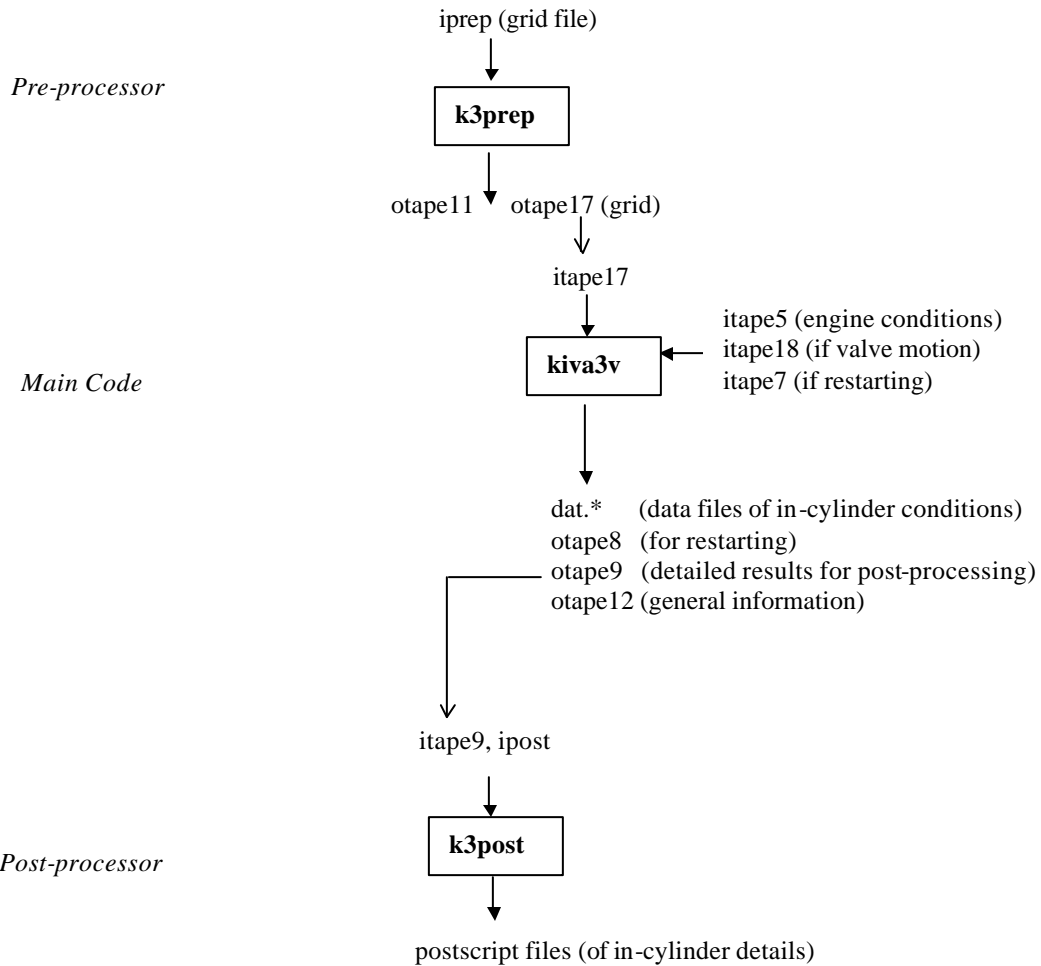 iprep (grid file)
Pre-processor
k3prep
otape11 otape17 (grid)
itape17
itape5 (engine conditions)
itape18 (if valve motion)
itape7 (if restarting)
kiva3v
Main Code
dat.* (data files of in-cylinder conditions)
otape8 (for restarting)
otape9 (detailed results for post-processing)
otape12 (general information)
itape9, ipost
k3post
Post-processor
postscript files (of in-cylinder details)